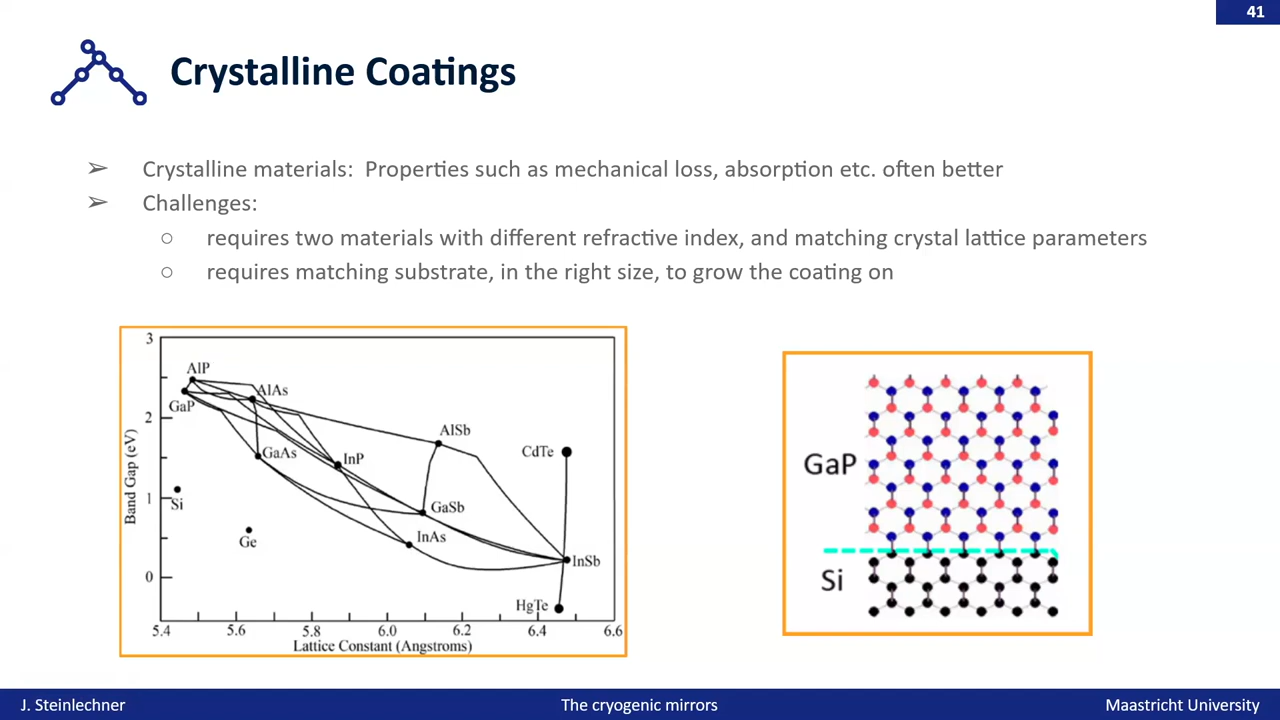 41
Crystalline Coatings
➢ Crystalline materials: Properties such as mechanical loss, absorption etc. often better
➢ Challenges:
○ requires two materials with different refractive index, and matching crystal lattice parameters
○ requires matching substrate, in the right size, to grow the coating on
3
2
1
0
Band Gap (eV)
AlP
AlAs
GaP
AlSb
GaAs
InP
CdTe
Si
GaSb
Ge
InAs
InSb
HgTe
5.4 5.6 5.8 6.0 6.2 6.4 6.6
Lattice Constant (Angstroms)
GaP
Si
J. Steinlechner
The cryogenic mirrors
Maastricht University